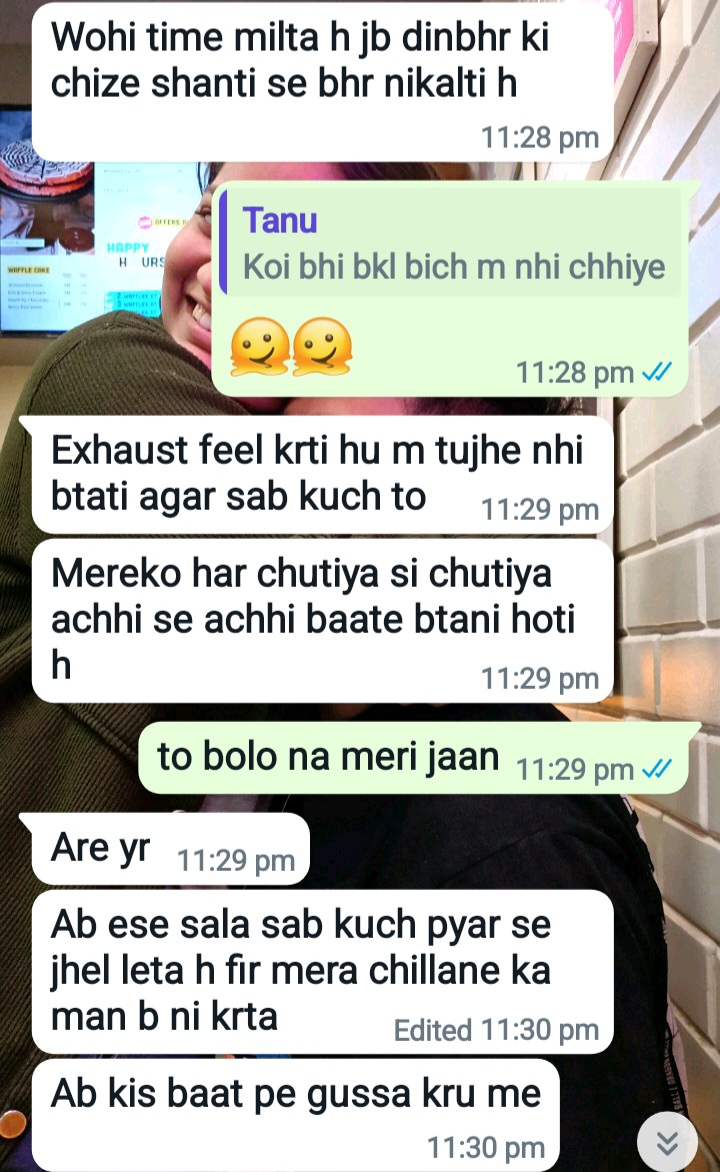 Wohi time milta h jb dinbhr ki
chize shanti se bhr nikalti h
11:28 pm
OFFERS
HAPPY
H URS
WAFFLE CAKE
Tanu
Koi bhi bkl bich m nhi chhiye
🫠🫠
11:28 pm
Exhaust feel krti hu m tujhe nhi
btati agar sab kuch to 11:29 pm
Mereko har chutiya si chutiya
achhi se achhi baate btani hoti
h
11:29 pm
to bolo na meri jaan 11:29 pm
Are yr 11:29 pm
Ab ese sala sab kuch pyar se
jhel leta h fir mera chillane ka
man b ni krta Edited 11:30 pm
Ab kis baat pe gussa kru me
11:30 pm